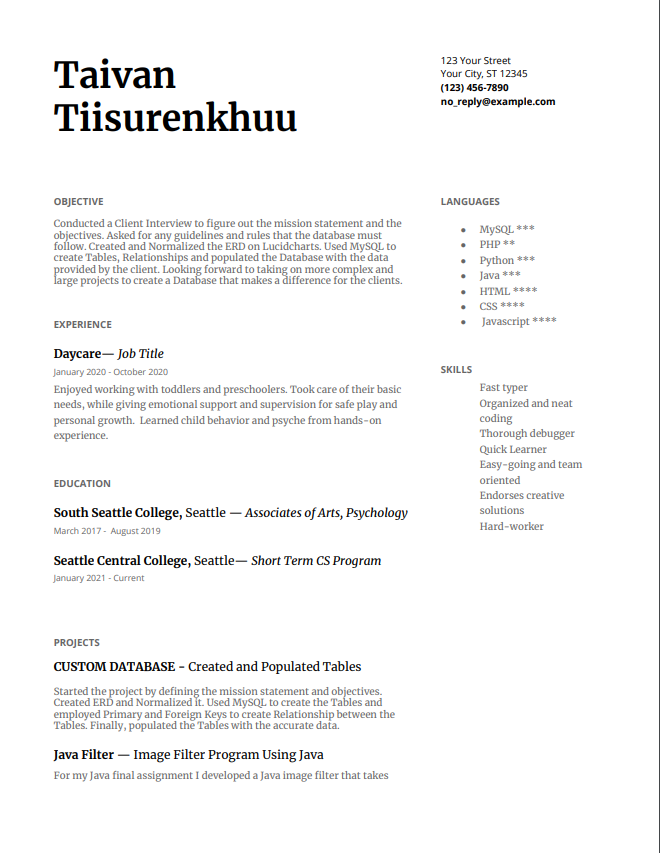 Taivan
Tiisurenkhuu
123 Your Street
Your City, ST 12345
(123) 456-7890
no_reply@example.com
OBJECTIVE
Conducted a Client Interview to figure out the mission statement and the
objectives. Asked for any guidelines and rules that the database must
follow. Created and Normalized the ERD on Lucidcharts. Used MySQL to
create Tables, Relationships and populated the Database with the data
provided by the client. Looking forward to taking on more complex and
large projects to create a Database that makes a difference for the clients.
EXPERIENCE
Daycare— Job Title
January 2020 - October 2020
Enjoyed working with toddlers and preschoolers. Took care of their basic
needs, while giving emotional support and supervision for safe play and
personal growth.  Learned child behavior and psyche from hands-on
experience.
EDUCATION
South Seattle College, Seattle — Associates of Arts, Psychology
March 2017 -  August 2019
Seattle Central College, Seattle— Short Term CS Program
January 2021 - Current
PROJECTS
CUSTOM DATABASE - Created and Populated Tables
Started the project by defining the mission statement and objectives.
Created ERD and Normalized it. Used MySQL to create the Tables and
employed Primary and Foreign Keys to create Relationship between the
Tables. Finally, populated the Tables with the accurate data.
Java Filter — Image Filter Program Using Java
For my Java final assignment I developed a Java image filter that takes
LANGUAGES
● MySQL ***
● PHP **
● Python ***
● Java ***
● HTML ****
● CSS ****
● Javascript ****
SKILLS
Fast typer
Organized and neat
coding
Thorough debugger
Quick Learner
Easy-going and team
oriented
Endorses creative
solutions
Hard-worker